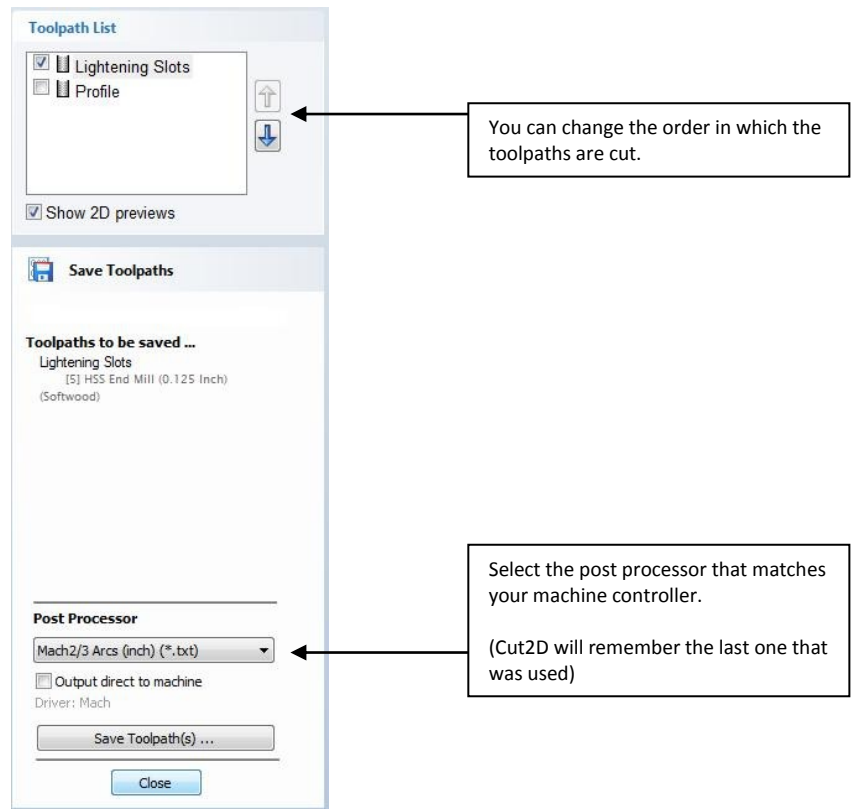 Toolpath List
Lightening Slots
Profile
You can change the order in which the
toolpaths are cut.
Show 2D previews
Save Toolpaths
Toolpaths to be saved ...
Lightening Slots
[5] HSS End Mill (0.125 Inch)
(Softwood)
Select the post processor that matches
your machine controller.
(Cut2D will remember the last one that
was used)
Post Processor
Mach2/3 Arcs (inch) (*.txt)
Output direct to machine
Driver: Mach
Save Toolpath(s) ...
Close